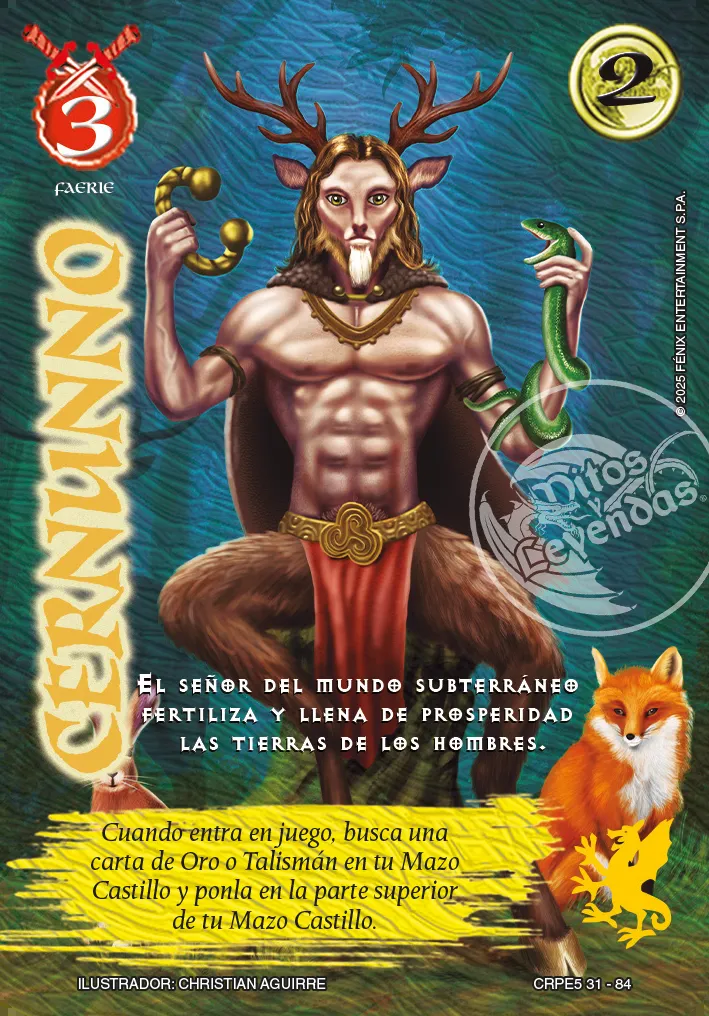 3
2
FAERIE
CERNUNNO
© 2025 FÉNIX ENTERTAINMENT S.P.A.
Mitos
y
Leyendas
El señor del mundo subterráneo
fertiliza y llena de prosperidad
las tierras de los hombres.
Cuando entra en juego, busca una
carta de Oro o Talismán en tu Mazo
Castillo y ponla en la parte superior
de tu Mazo Castillo.
ILUSTRADOR: CHRISTIAN AGUIRRE
CRPE5 31 - 84